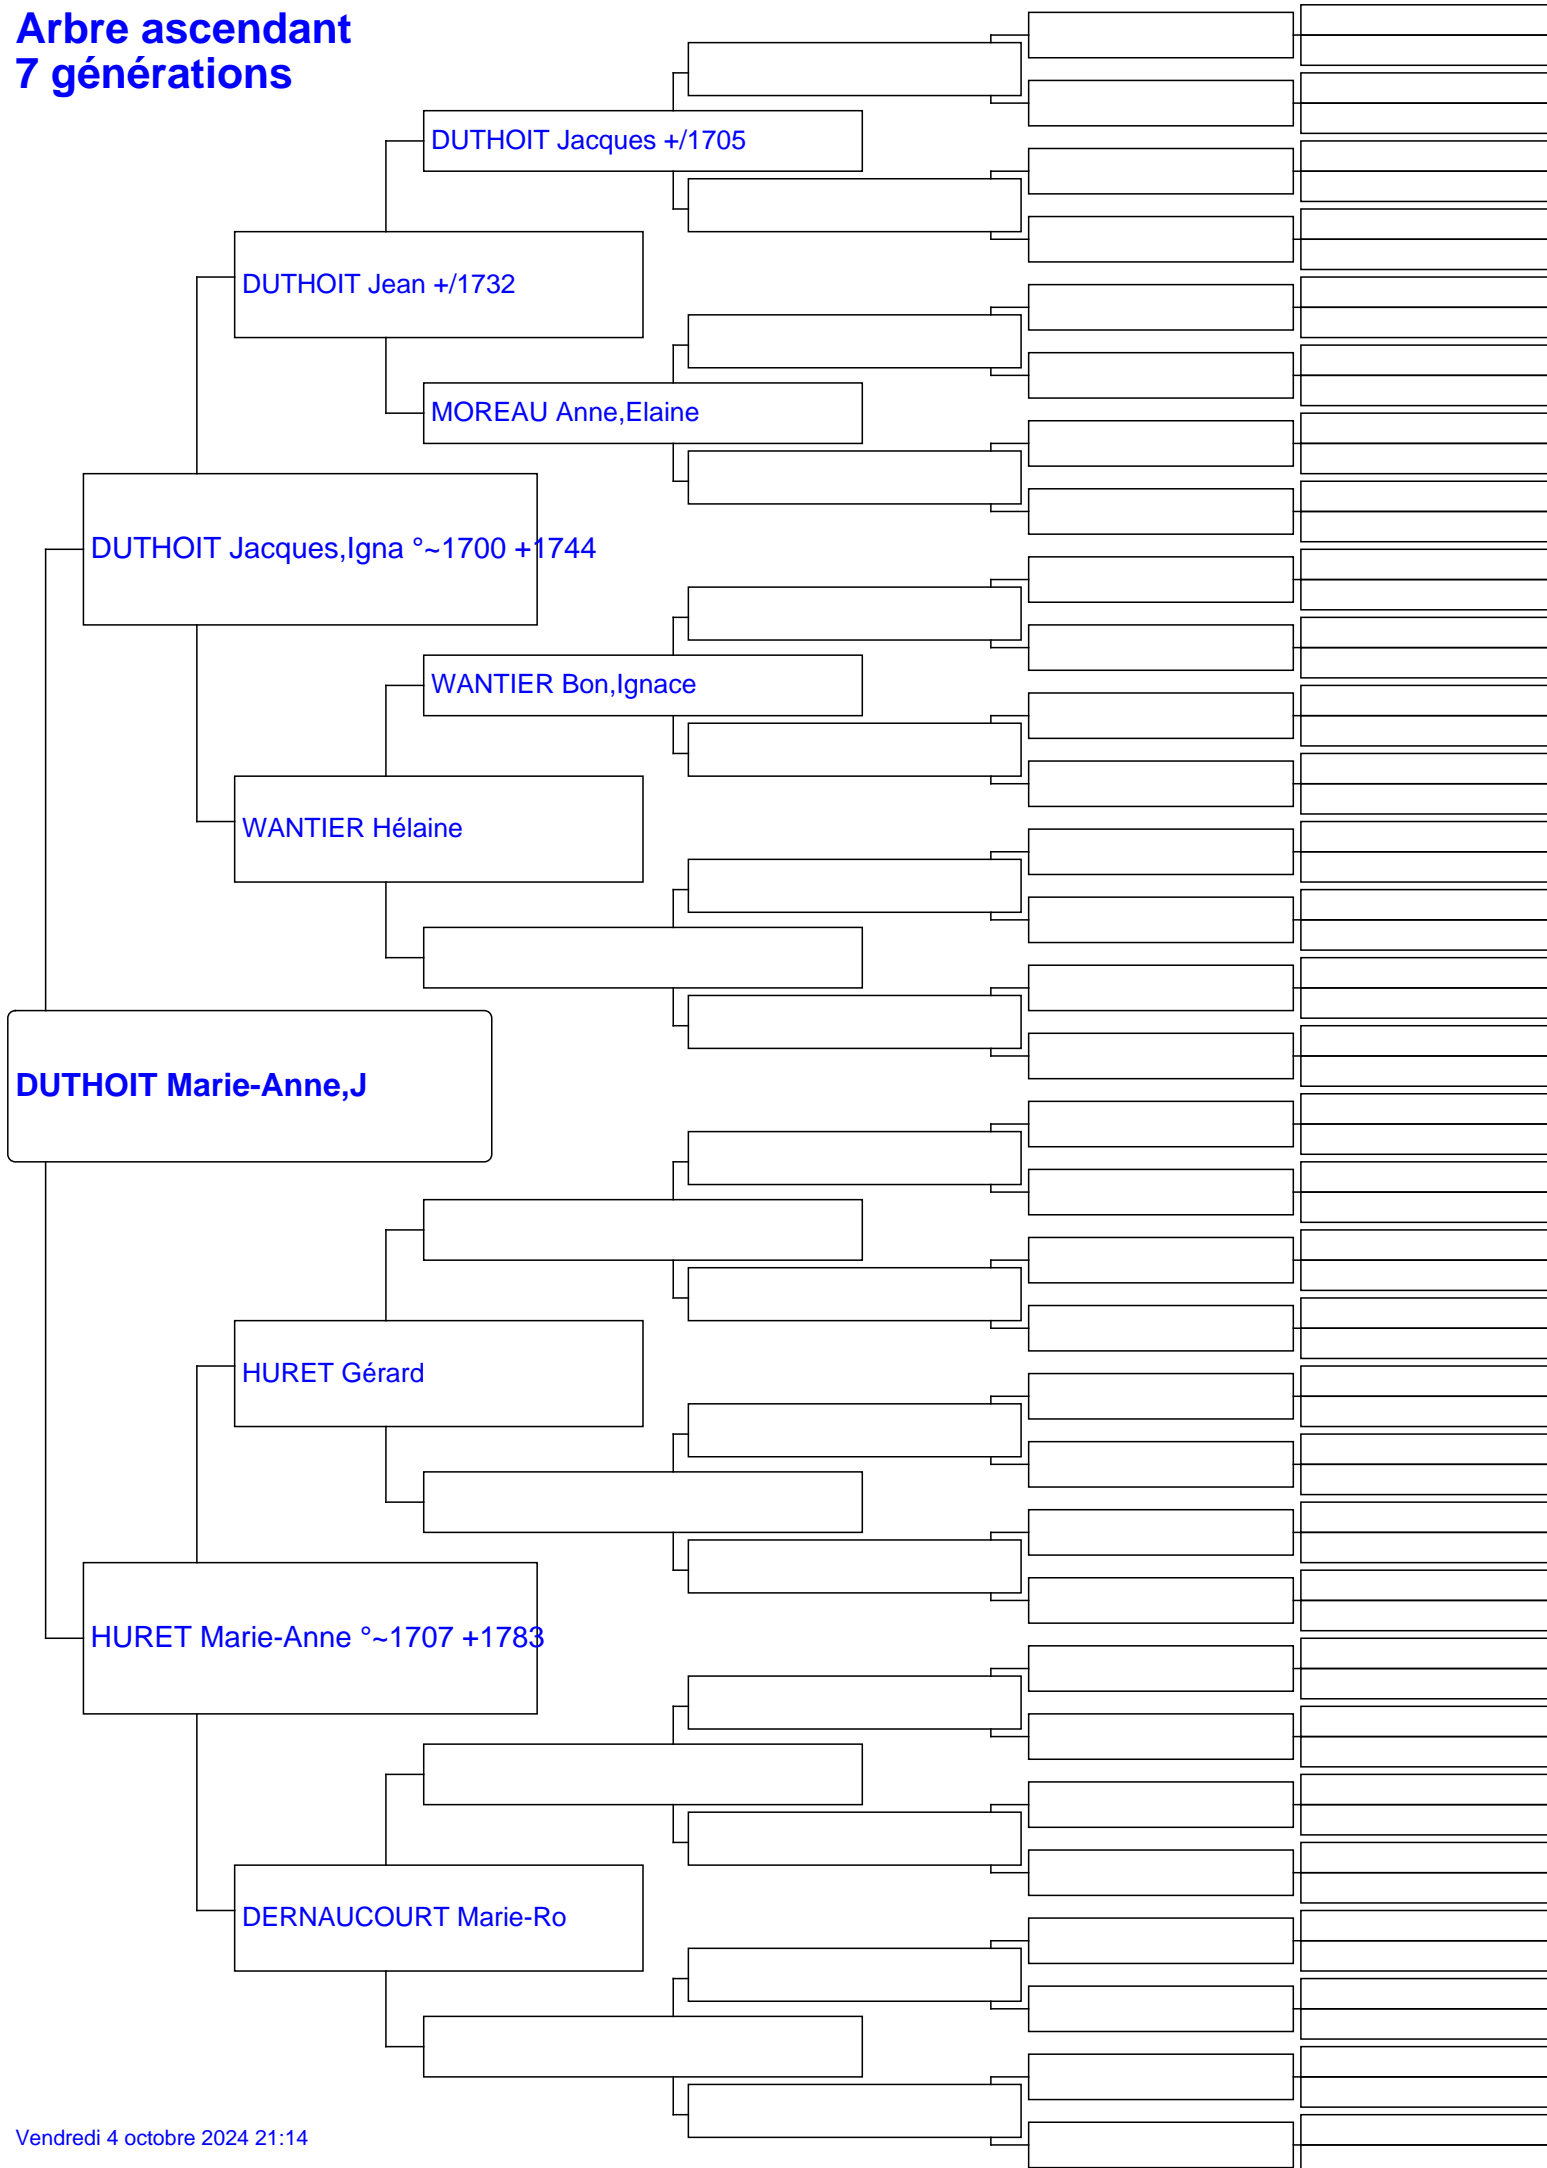 Arbre ascendant
7 générations
DUTHOIT Jacques +/1705
DUTHOIT Jean +/1732
MOREAU Anne,Elaine
DUTHOIT Jacques,Igna °~1700 +1744
WANTIER Bon,Ignace
WANTIER Hélaine
DUTHOIT Marie-Anne,J
HURET Gérard
HURET Marie-Anne °~1707 +1783
DERNAUCOURT Marie-Ro
Vendredi 4 octobre 2024 21:14